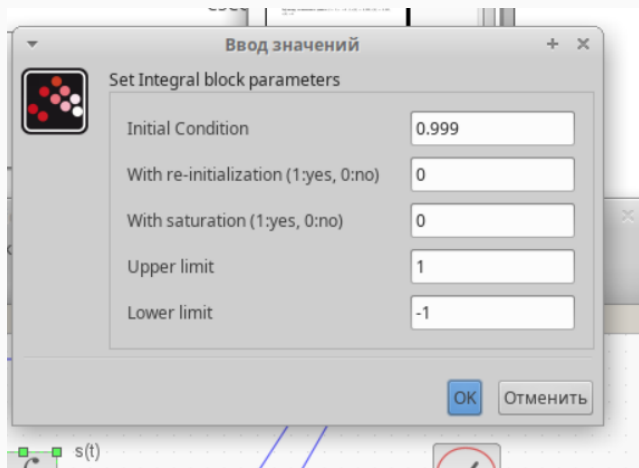 Ввод значений
Set Integral block parameters
Initial Condition 0.999
With re-initialization (1:yes, 0:no) 0
With saturation (1:yes, 0:no) 0
Upper limit 1
Lower limit -1
OK Отменить
s(t)